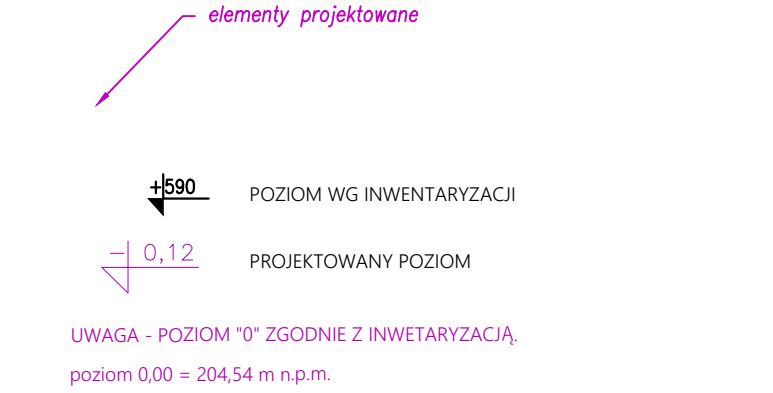 elementy projektowane
+590 POZIOM WG INWENTARYZACJI
- 0,12 PROJEKTOWANY POZIOM
UWAGA - POZIOM "0" ZGODNIE Z INWETARYZACJĄ.
poziom 0,00 = 204,54 m n.p.m.